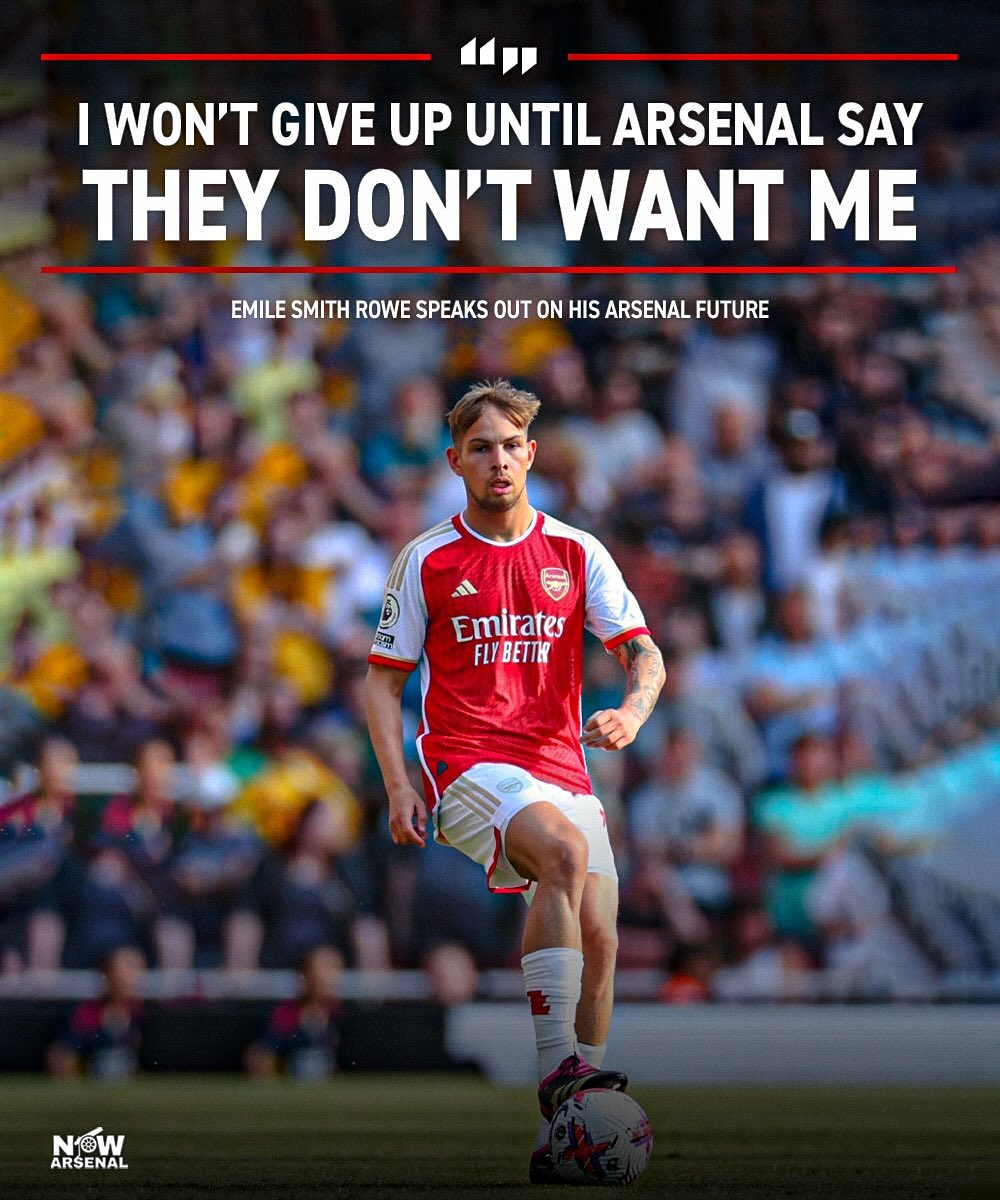 I WON'T GIVE UP UNTIL ARSENAL SAY
THEY DON'T WANT ME
EMILE SMITH ROWE SPEAKS OUT ON HIS ARSENAL FUTURE
Arsenal
Emirates
FLY BETTER
NOW
ARSENAL